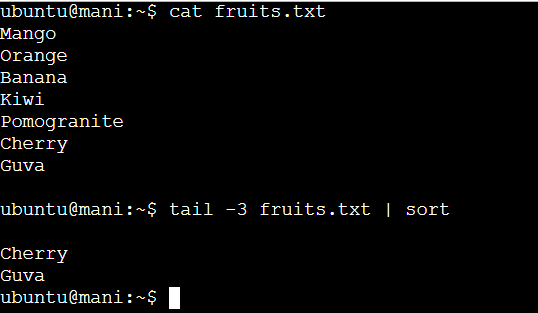 ubuntu@mani:~$ cat fruits.txt
Mango
Orange
Banana
Kiwi
Pomogranite
Cherry
Guva
ubuntu@mani:~$ tail -3 fruits.txt | sort
Cherry
Guva
ubuntu@mani:~$